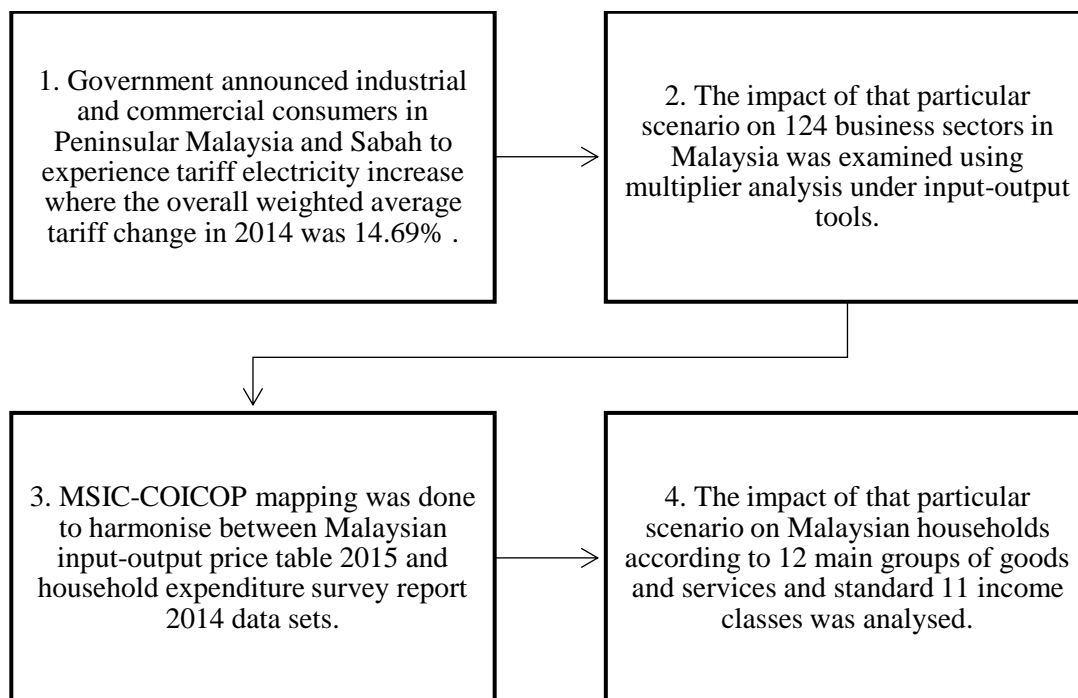 1. Government announced industrial
and commercial consumers in
Peninsular Malaysia and Sabah to
experience tariff electricity increase
where the overall weighted average
tariff change in 2014 was 14.69% .
2. The impact of that particular
scenario on 124 business sectors in
Malaysia was examined using
multiplier analysis under input-output
tools.
3. MSIC-COICOP mapping was done
to harmonise between Malaysian
input-output price table 2015 and
household expenditure survey report
2014 data sets.
4. The impact of that particular
scenario on Malaysian households
according to 12 main groups of goods
and services and standard 11 income
classes was analysed.